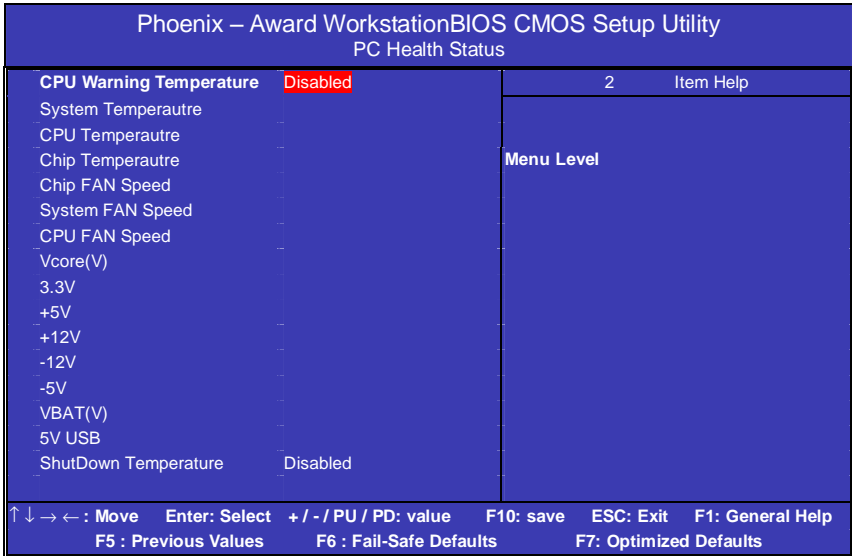 Phoenix – Award WorkstationBIOS CMOS Setup Utility
PC Health Status
CPU Warning Temperature Disabled
System Temperautre
CPU Temperautre
Chip Temperautre
Chip FAN Speed
System FAN Speed
CPU FAN Speed
Vcore(V)
3.3V
+5V
+12V
-12V
-5V
VBAT(V)
5V USB
ShutDown Temperature Disabled
2 Item Help
Menu Level
↑↓→←: Move Enter: Select +/-/PU/PD: value F10: save ESC: Exit F1: General Help
F5 : Previous Values F6 : Fail-Safe Defaults F7: Optimized Defaults